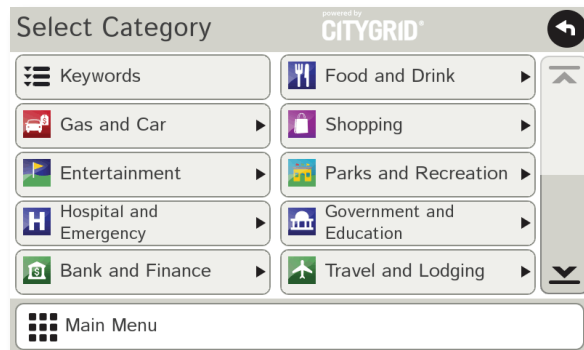 Select Category
powered by
CITYGRID®
Keywords
Food and Drink
Gas and Car
Shopping
Entertainment
Parks and Recreation
Hospital and
Emergency
Government and
Education
H
Bank and Finance
Travel and Lodging
Main Menu